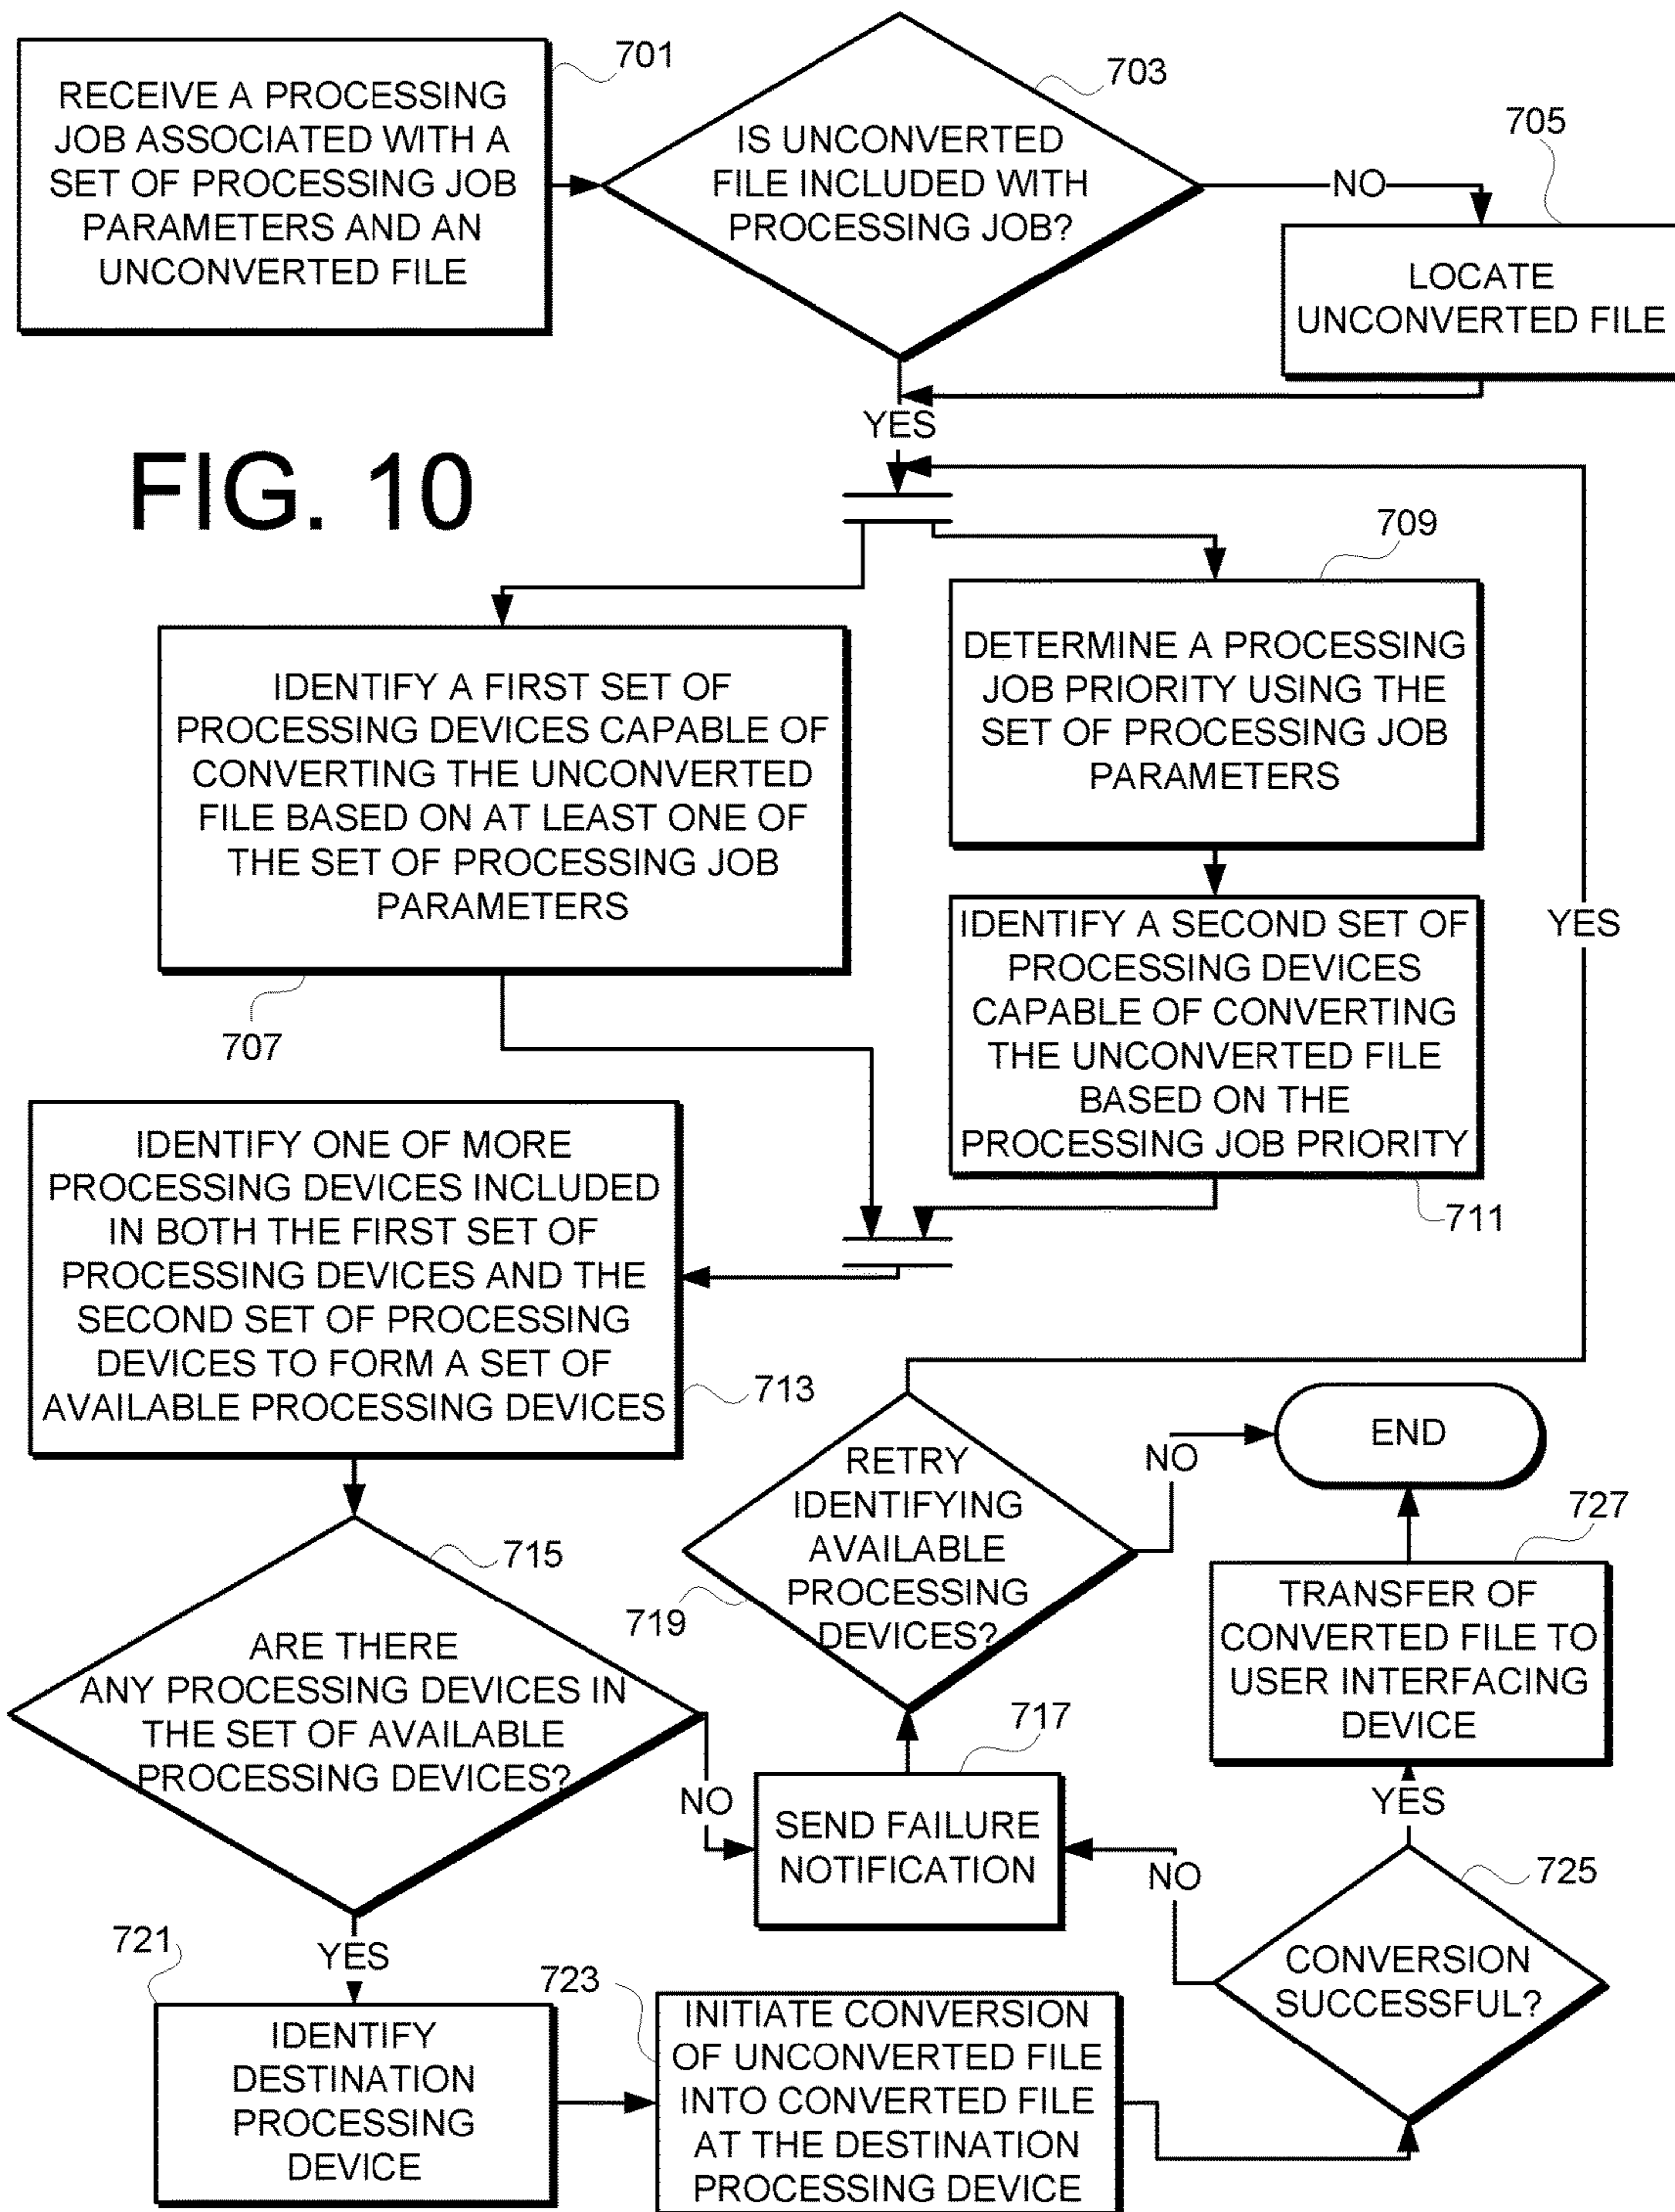 701
RECEIVE A PROCESSING
JOB ASSOCIATED WITH A
SET OF PROCESSING JOB
PARAMETERS AND AN
UNCONVERTED FILE
703
IS UNCONVERTED
FILE INCLUDED WITH
PROCESSING JOB?
NO
705
LOCATE
UNCONVERTED FILE
YES
FIG. 10
709
DETERMINE A PROCESSING
JOB PRIORITY USING THE
SET OF PROCESSING JOB
PARAMETERS
IDENTIFY A FIRST SET OF
PROCESSING DEVICES CAPABLE OF
CONVERTING THE UNCONVERTED
FILE BASED ON AT LEAST ONE OF
THE SET OF PROCESSING JOB
PARAMETERS
707
IDENTIFY A SECOND SET OF
PROCESSING DEVICES
CAPABLE OF CONVERTING
THE UNCONVERTED FILE
BASED ON THE
PROCESSING JOB PRIORITY
711
YES
IDENTIFY ONE OF MORE
PROCESSING DEVICES INCLUDED
IN BOTH THE FIRST SET OF
PROCESSING DEVICES AND THE
SECOND SET OF PROCESSING
DEVICES TO FORM A SET OF
AVAILABLE PROCESSING DEVICES
713
RETRY
IDENTIFYING
AVAILABLE
PROCESSING
DEVICES?
719
NO
END
715
ARE THERE
ANY PROCESSING DEVICES IN
THE SET OF AVAILABLE
PROCESSING DEVICES?
NO
717
SEND FAILURE
NOTIFICATION
727
TRANSFER OF
CONVERTED FILE TO
USER INTERFACING
DEVICE
YES
NO
725
CONVERSION
SUCCESSFUL?
YES
721
IDENTIFY
DESTINATION
PROCESSING
DEVICE
723
INITIATE CONVERSION
OF UNCONVERTED FILE
INTO CONVERTED FILE
AT THE DESTINATION
PROCESSING DEVICE